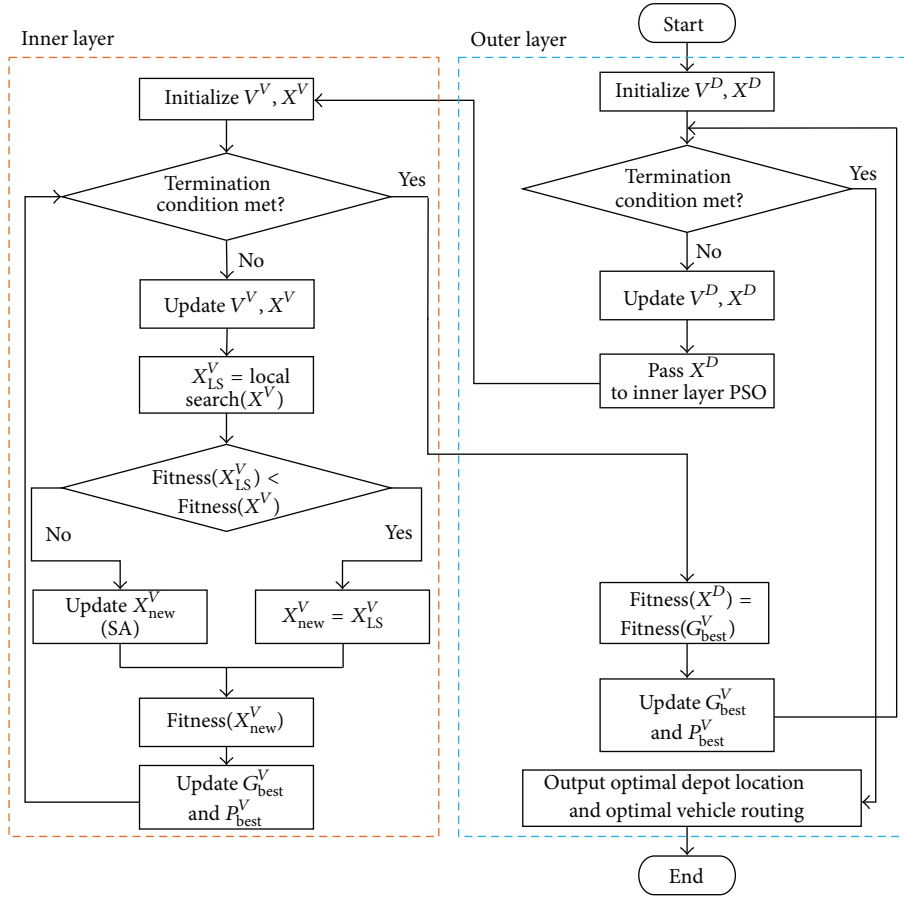 Inner layer
Initialize V^V, X^V
Termination
condition met?
Yes
No
Update V^V, X^V
X^V_LS = local
search(X^V)
Fitness(X^V_LS) <
Fitness(X^V)
No
Yes
Update X^V_new
(SA)
X^V_new = X^V_LS
Fitness(X^V_new)
Update G^V_best
and P^V_best
Outer layer
Start
Initialize V^D, X^D
Termination
condition met?
Yes
No
Update V^D, X^D
Pass X^D
to inner layer PSO
Fitness(X^D) =
Fitness(G^V_best)
Update G^V_best
and P^V_best
Output optimal depot location
and optimal vehicle routing
End